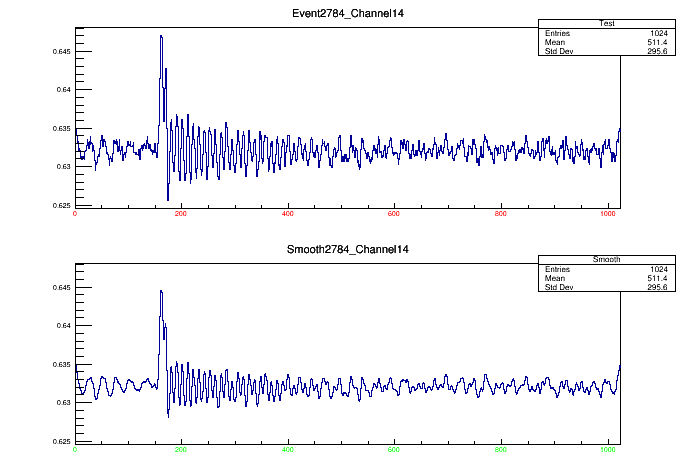 Event2784_Channel14
Test
Entries 1024
Mean 511.4
Std Dev 295.6
0.645
0.64
0.635
0.63
0.625
0 200 400 600 800 1000
Smooth2784_Channel14
Smooth
Entries 1024
Mean 511.4
Std Dev 295.6
0.645
0.64
0.635
0.63
0.625
0 200 400 600 800 1000